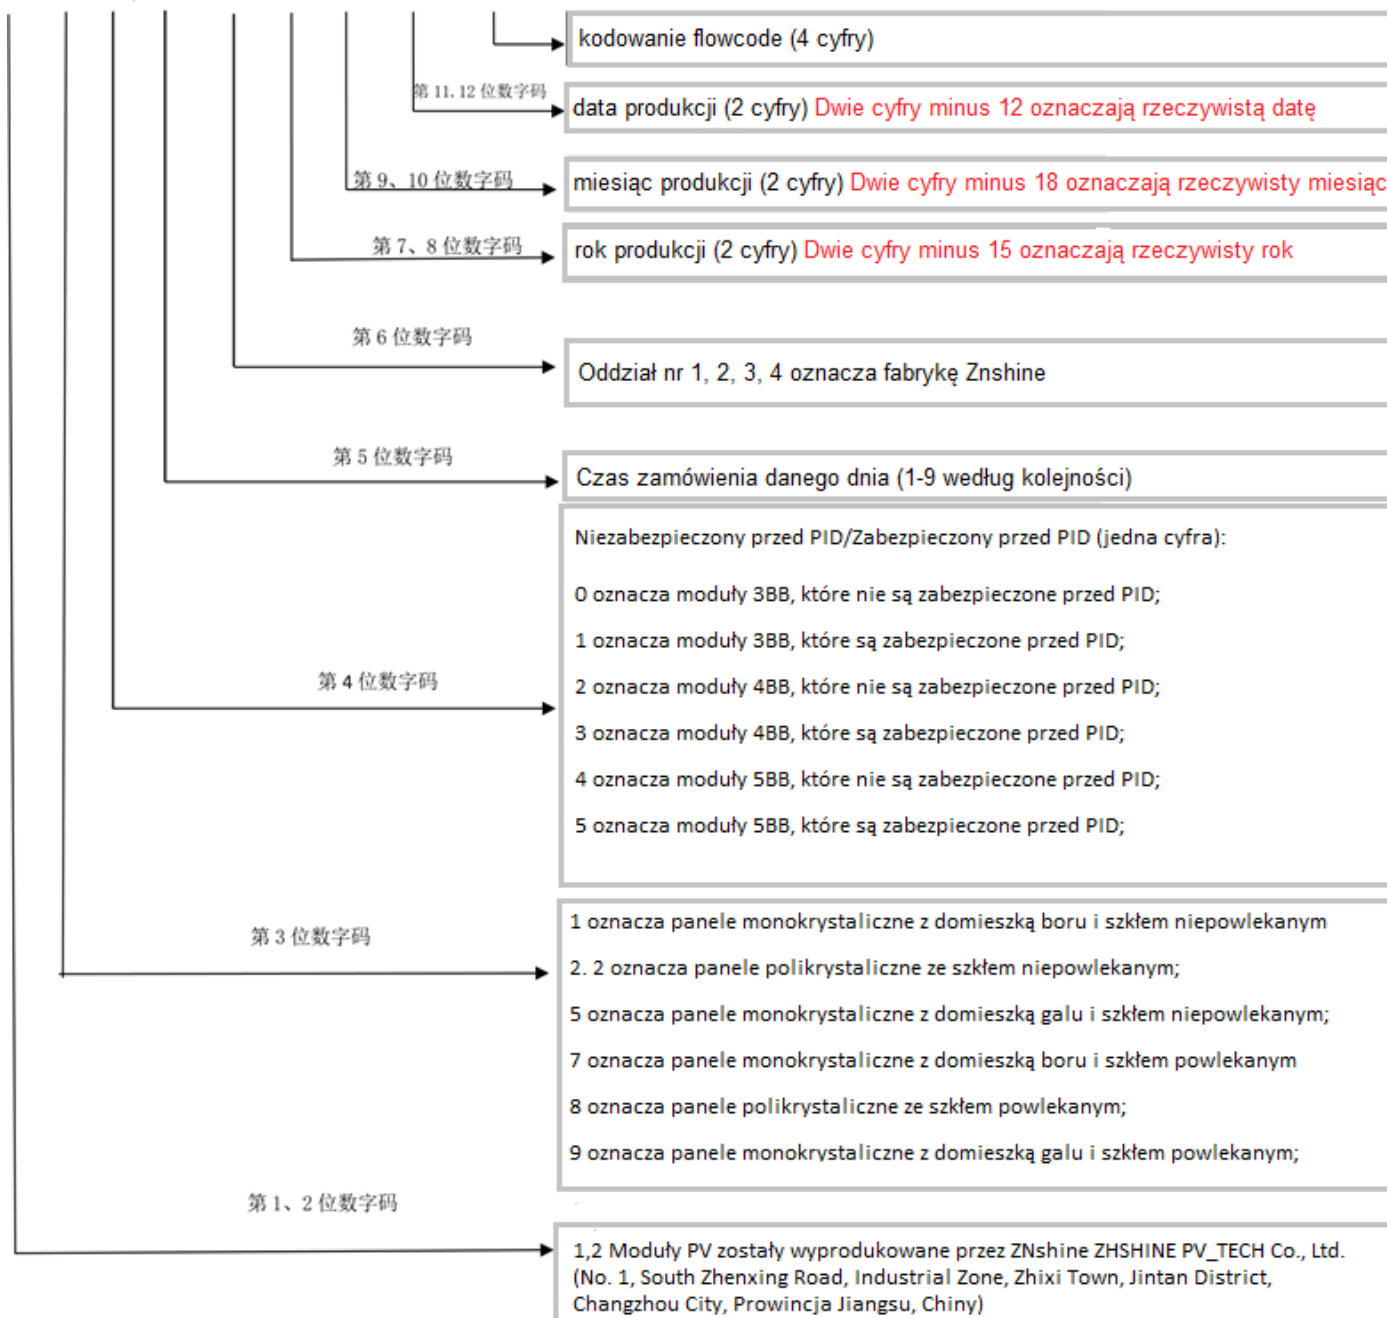 kodowanie flowcode (4 cyfry)
第 11.12 位数字码
data produkcji (2 cyfry) Dwie cyfry minus 12 oznaczają rzeczywistą datę
第 9、10 位数字码
miesiąc produkcji (2 cyfry) Dwie cyfry minus 18 oznaczają rzeczywisty miesiąc
第 7、8 位数字码
rok produkcji (2 cyfry) Dwie cyfry minus 15 oznaczają rzeczywisty rok
第 6 位数字码
Oddział nr 1, 2, 3, 4 oznacza fabrykę Znshine
第 5 位数字码
Czas zamówienia danego dnia (1-9 według kolejności)
Niezabezpieczony przed PID/Zabezpieczony przed PID (jedna cyfra):
0 oznacza moduły 3BB, które nie są zabezpieczone przed PID;
1 oznacza moduły 3BB, które są zabezpieczone przed PID;
第 4 位数字码
2 oznacza moduły 4BB, które nie są zabezpieczone przed PID;
3 oznacza moduły 4BB, które są zabezpieczone przed PID;
4 oznacza moduły 5BB, które nie są zabezpieczone przed PID;
5 oznacza moduły 5BB, które są zabezpieczone przed PID;
第 3 位数字码
1 oznacza panele monokrystaliczne z domieszką boru i szkłem niepowlekanym
2. 2 oznacza panele polikrystaliczne ze szkłem niepowlekanym;
5 oznacza panele monokrystaliczne z domieszką galu i szkłem niepowlekanym;
7 oznacza panele monokrystaliczne z domieszką boru i szkłem powlekanym
8 oznacza panele polikrystaliczne ze szkłem powlekanym;
9 oznacza panele monokrystaliczne z domieszką galu i szkłem powlekanym;
第 1、2 位数字码
1,2 Moduły PV zostały wyprodukowane przez ZNshine ZHSHINE PV_TECH Co., Ltd.
(No. 1, South Zhenxing Road, Industrial Zone, Zhixi Town, Jintan District,
Changzhou City, Prowincja Jiangsu, Chiny)